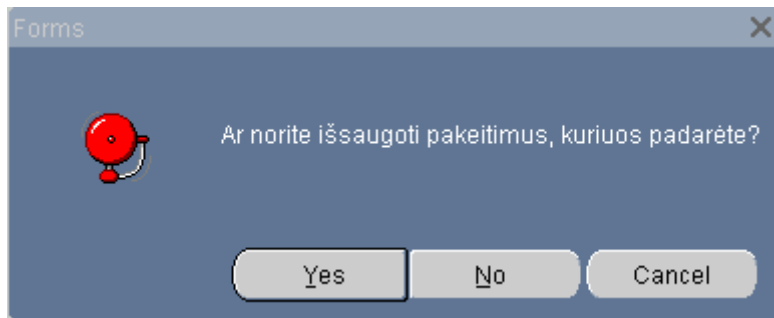 Forms
Ar norite išsaugoti pakeitimus, kuriuos padarėte?
Yes
No
Cancel